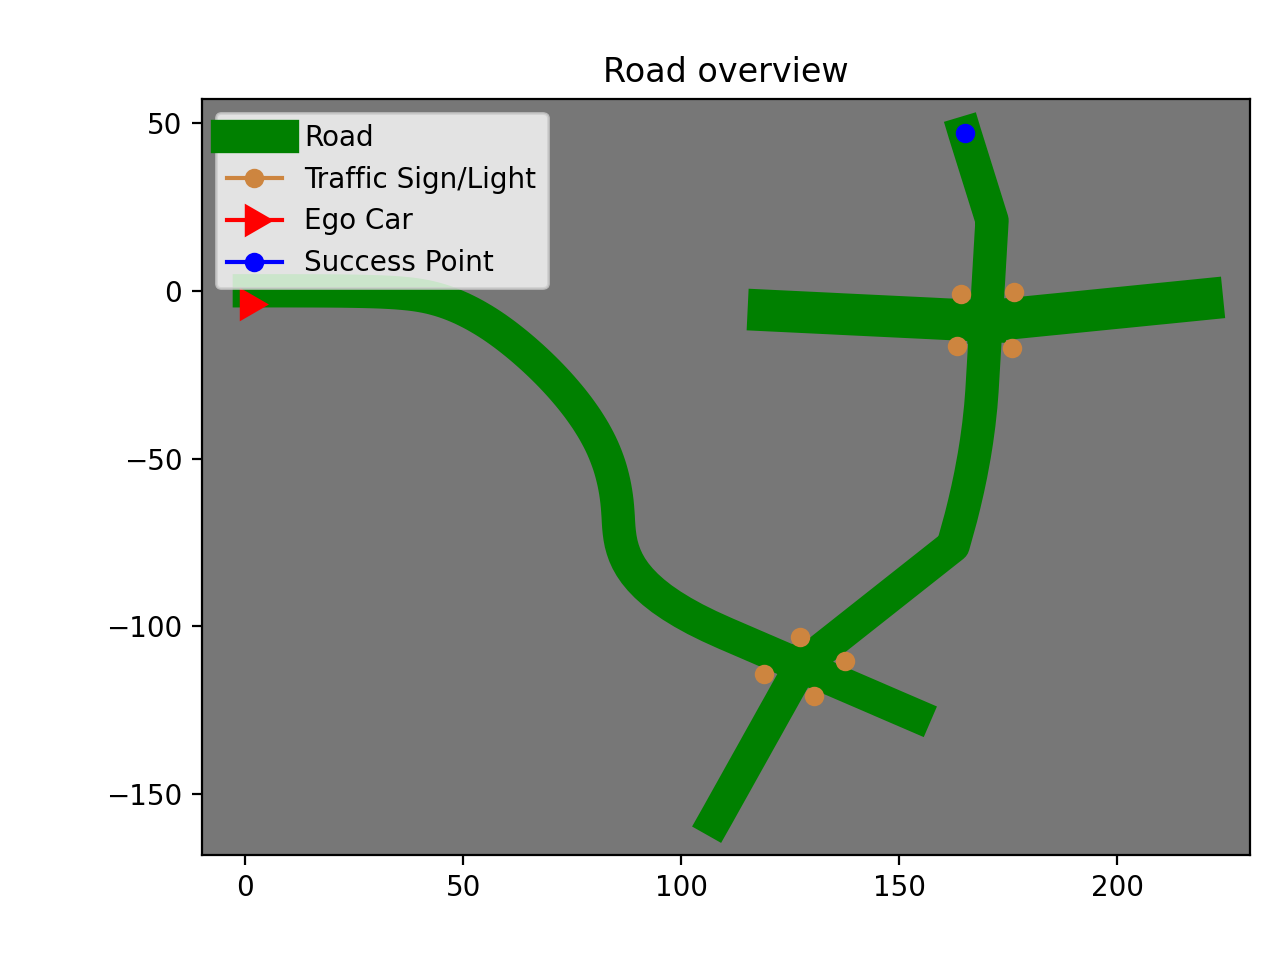 Road overview
Road
Traffic Sign/Light
Ego Car
Success Point
50
0
−50
−100
−150
0 50 100 150 200